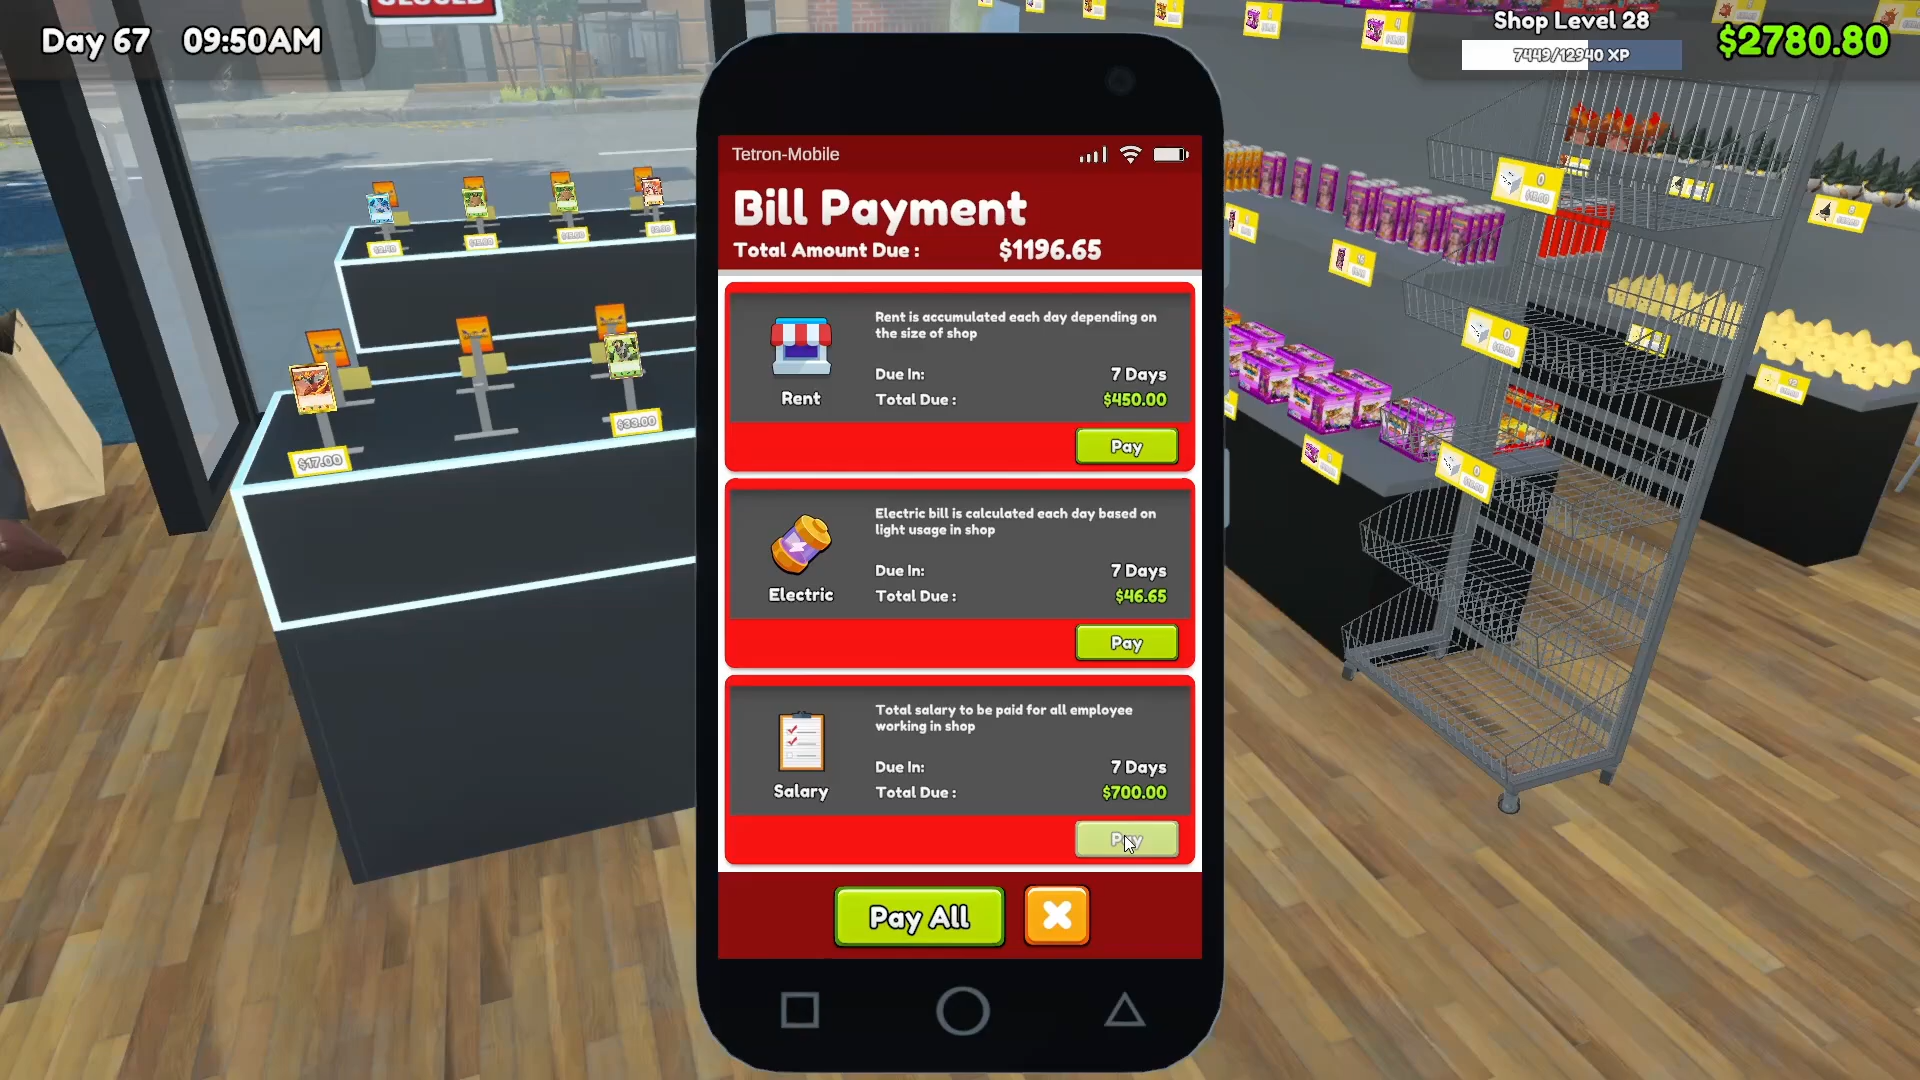 CLOSED
Day 67 09:50AM
Shop Level 28
7449/12940 XP
$2780.80
Tetron-Mobile
Bill Payment
Total Amount Due : $1196.65
Rent is accumulated each day depending on
the size of shop
Due In: 7 Days
Total Due : $450.00
Rent
Pay
Electric bill is calculated each day based on
light usage in shop
Due In: 7 Days
Total Due : $46.65
Electric
Pay
Total salary to be paid for all employee
working in shop
Due In: 7 Days
Total Due : $700.00
Salary
Pay
Pay All
$17.00
$33.00
0
0
0